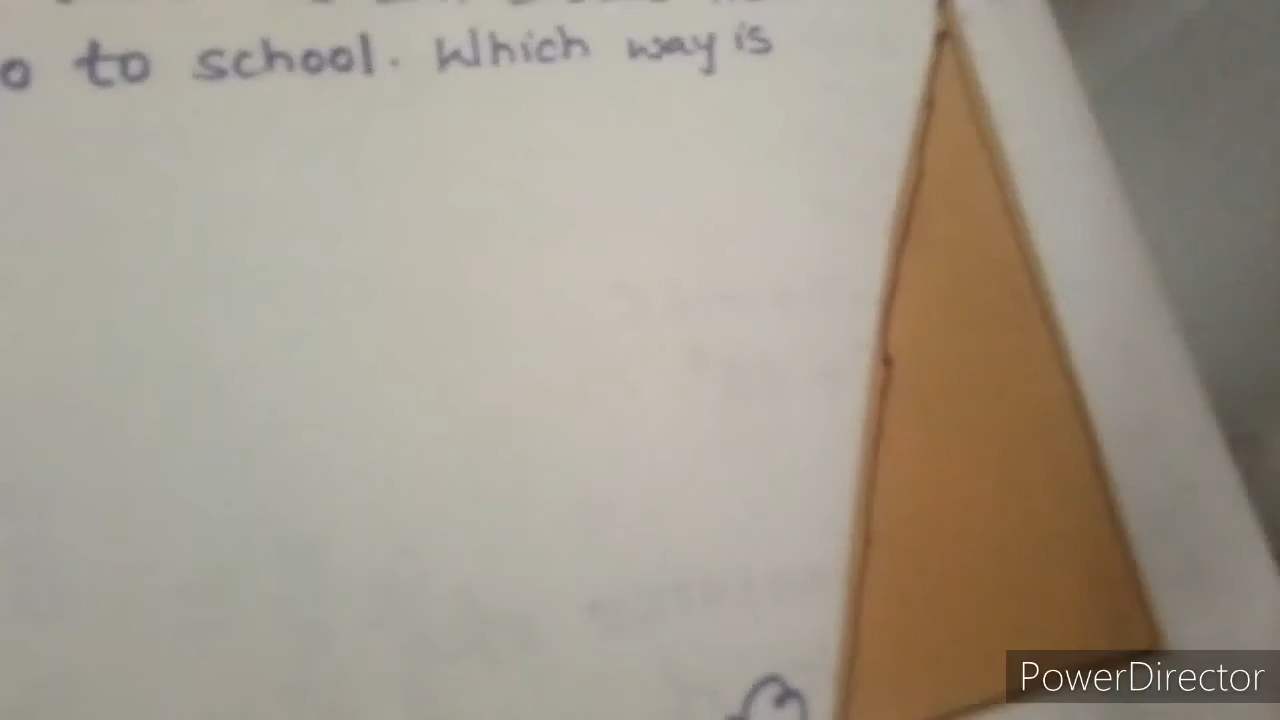 o to school. Which way is
B
PowerDirector